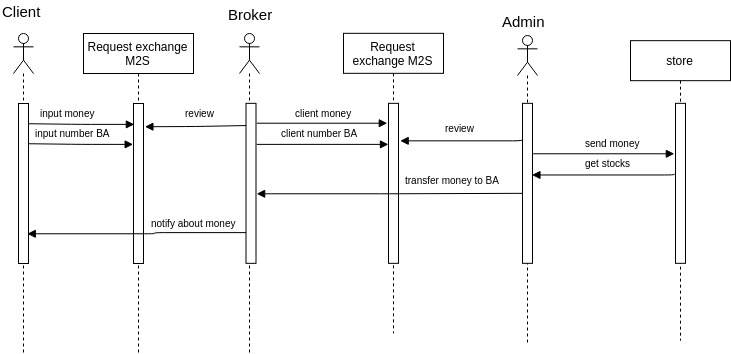 Client
Broker
Admin
Request exchange
M2S
Request
exchange M2S
store
input money
review
client money
input number BA
client number BA
review
send money
get stocks
transfer money to BA
notify about money